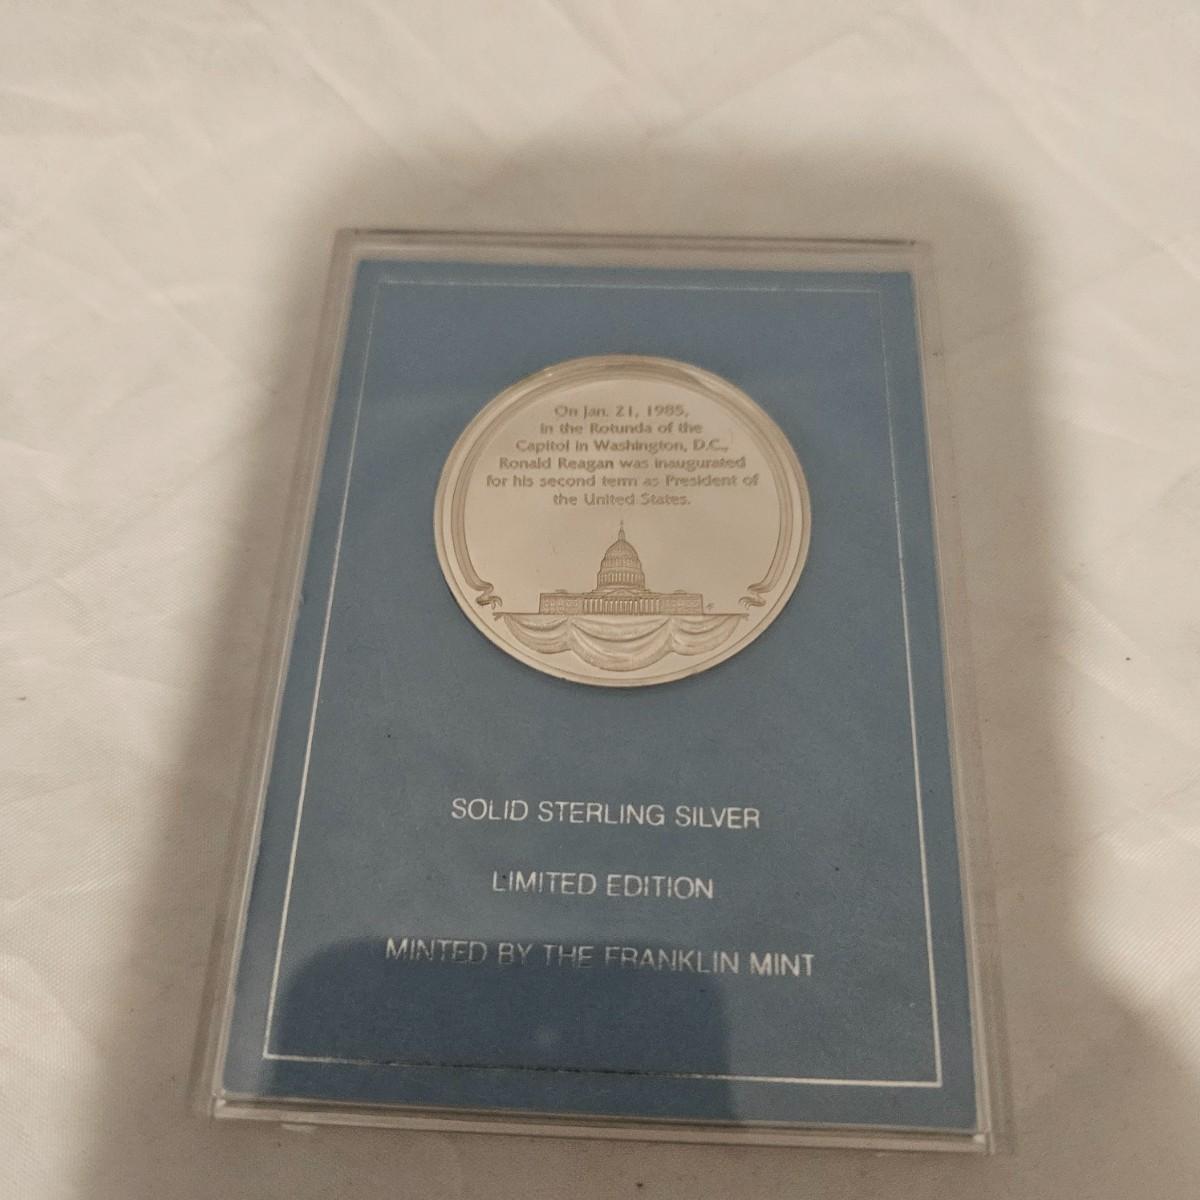 On Jan. 21, 1985,
in the Rotunda of the
Capitol in Washington, D.C.,
Ronald Reagan was inaugurated
for his second term as President of
the United States.
SOLID STERLING SILVER
LIMITED EDITION
MINTED BY THE FRANKLIN MINT